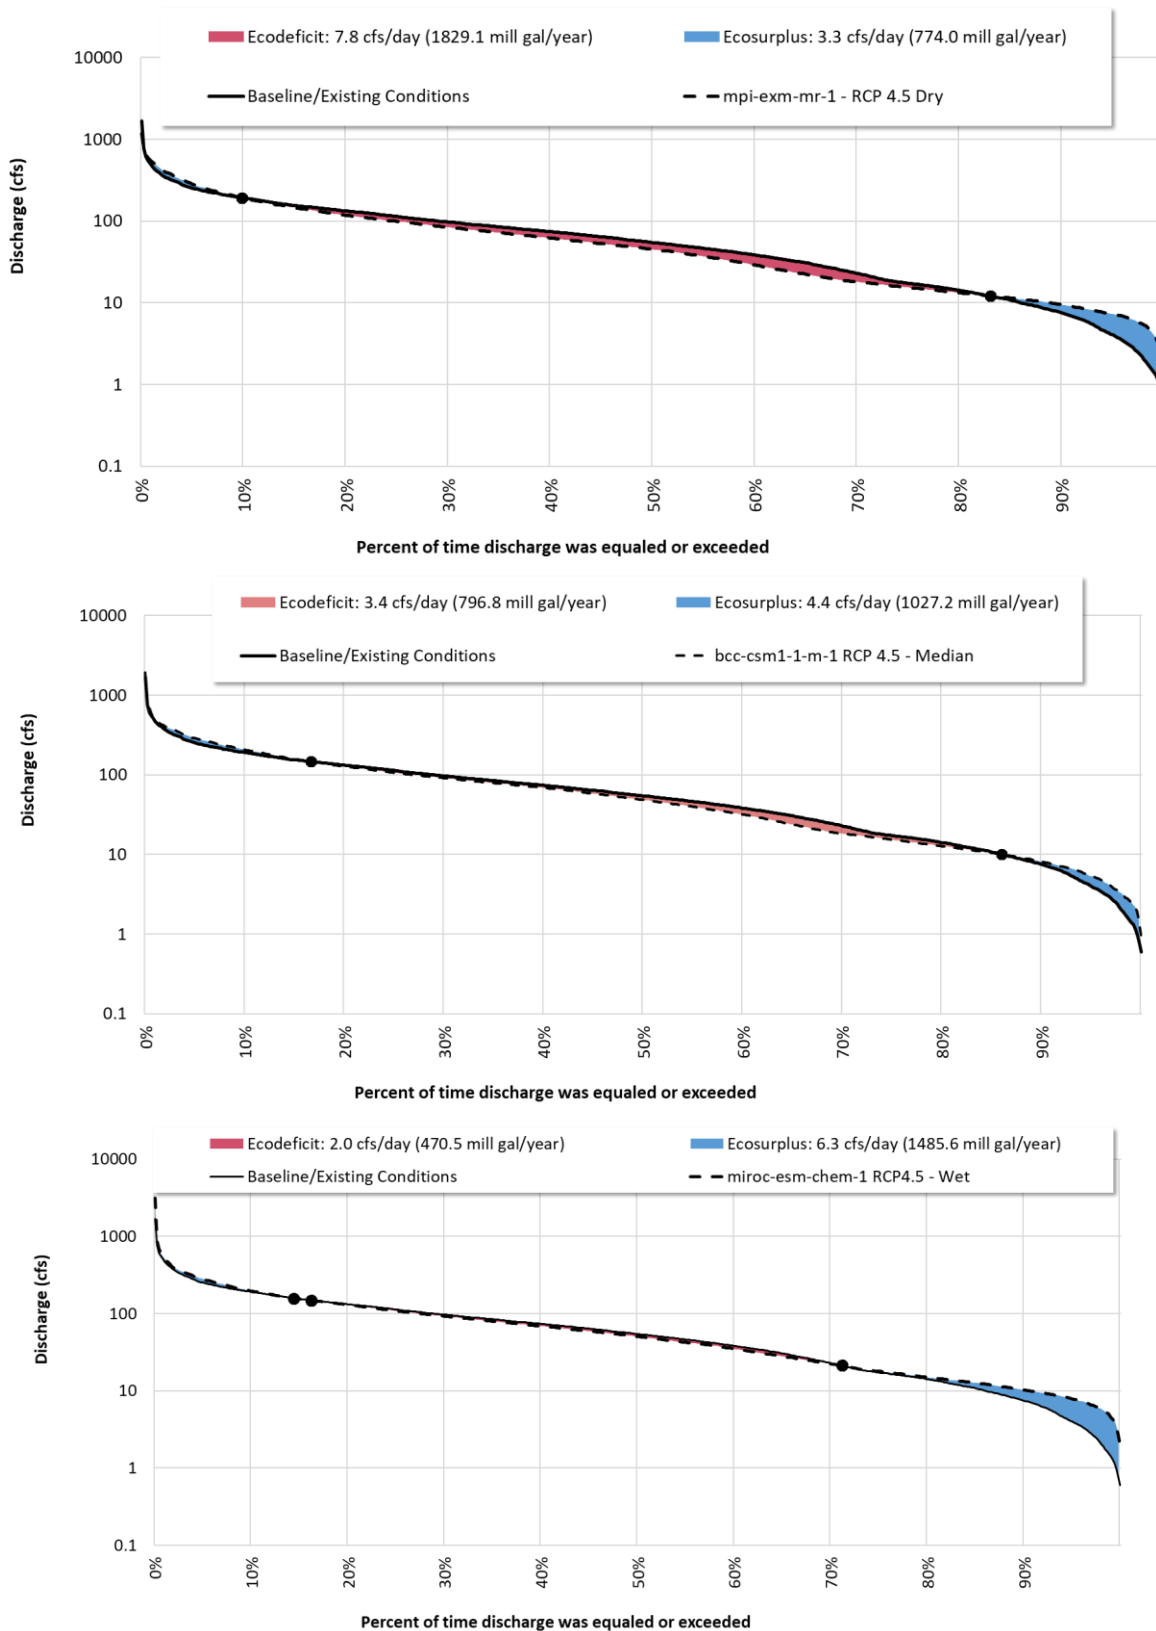 Ecodeficit: 7.8 cfs/day (1829.1 mill gal/year)
Ecosurplus: 3.3 cfs/day (774.0 mill gal/year)
Baseline/Existing Conditions
mpi-exm-mr-1 - RCP 4.5 Dry
Discharge (cfs)
10000
1000
100
10
1
0.1
0%
10%
20%
30%
40%
50%
60%
70%
80%
90%
Percent of time discharge was equaled or exceeded
Ecodeficit: 3.4 cfs/day (796.8 mill gal/year)
Ecosurplus: 4.4 cfs/day (1027.2 mill gal/year)
Baseline/Existing Conditions
bcc-csm1-1-m-1 RCP 4.5 - Median
Discharge (cfs)
10000
1000
100
10
1
0.1
0%
10%
20%
30%
40%
50%
60%
70%
80%
90%
Percent of time discharge was equaled or exceeded
Ecodeficit: 2.0 cfs/day (470.5 mill gal/year)
Ecosurplus: 6.3 cfs/day (1485.6 mill gal/year)
Baseline/Existing Conditions
miroc-esm-chem-1 RCP4.5 - Wet
Discharge (cfs)
10000
1000
100
10
1
0.1
0%
10%
20%
30%
40%
50%
60%
70%
80%
90%
Percent of time discharge was equaled or exceeded